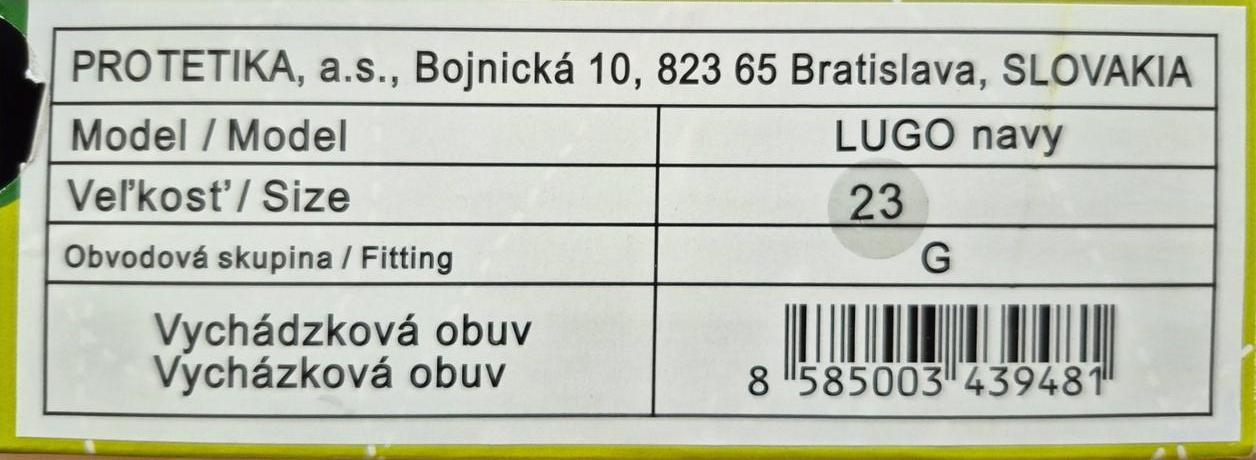 PROTETIKA, a.s., Bojnická 10, 823 65 Bratislava, SLOVAKIA
Model / Model LUGO navy
Veľkosť / Size 23
Obvodová skupina / Fitting G
Vychádzková obuv
Vycházková obuv
8 585003 439481